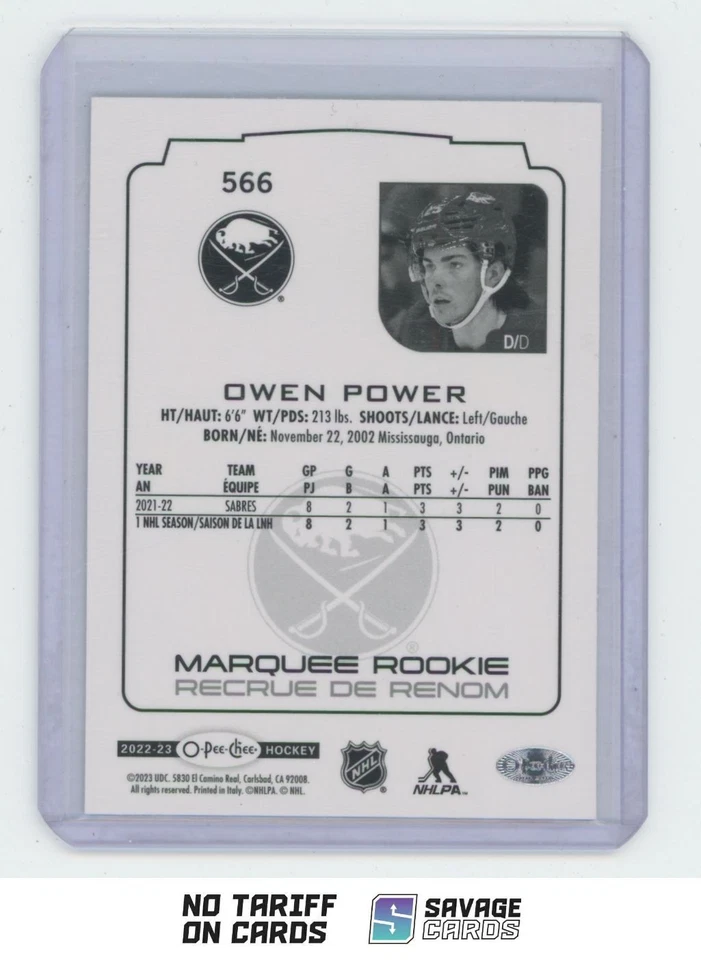 566
®
D/D
OWEN POWER
HT/HAUT: 6'6" WT/PDS: 213 lbs. SHOOTS/LANCE: Left/Gauche
BORN/NÉ: November 22, 2002 Mississauga, Ontario
YEAR TEAM GP G A PTS +/- PIM PPG
AN ÉQUIPE PJ B A PTS +/- PUN BAN
2021-22 SABRES 8 2 1 3 3 2 0
1 NHL SEASON/SAISON DE LA LNH 8 2 1 3 3 2 0
®
MARQUEE ROOKIE
RECRUE DE RENOM
2022-23 O-Pee-Chee® HOCKEY
NHL
®
NHLPA™
©2023 UDC. 5830 El Camino Real, Carlsbad, CA 92008.
All rights reserved. Printed in Italy. ©NHLPA. © NHL.
NO TARIFF
ON CARDS
SAVAGE
CARDS